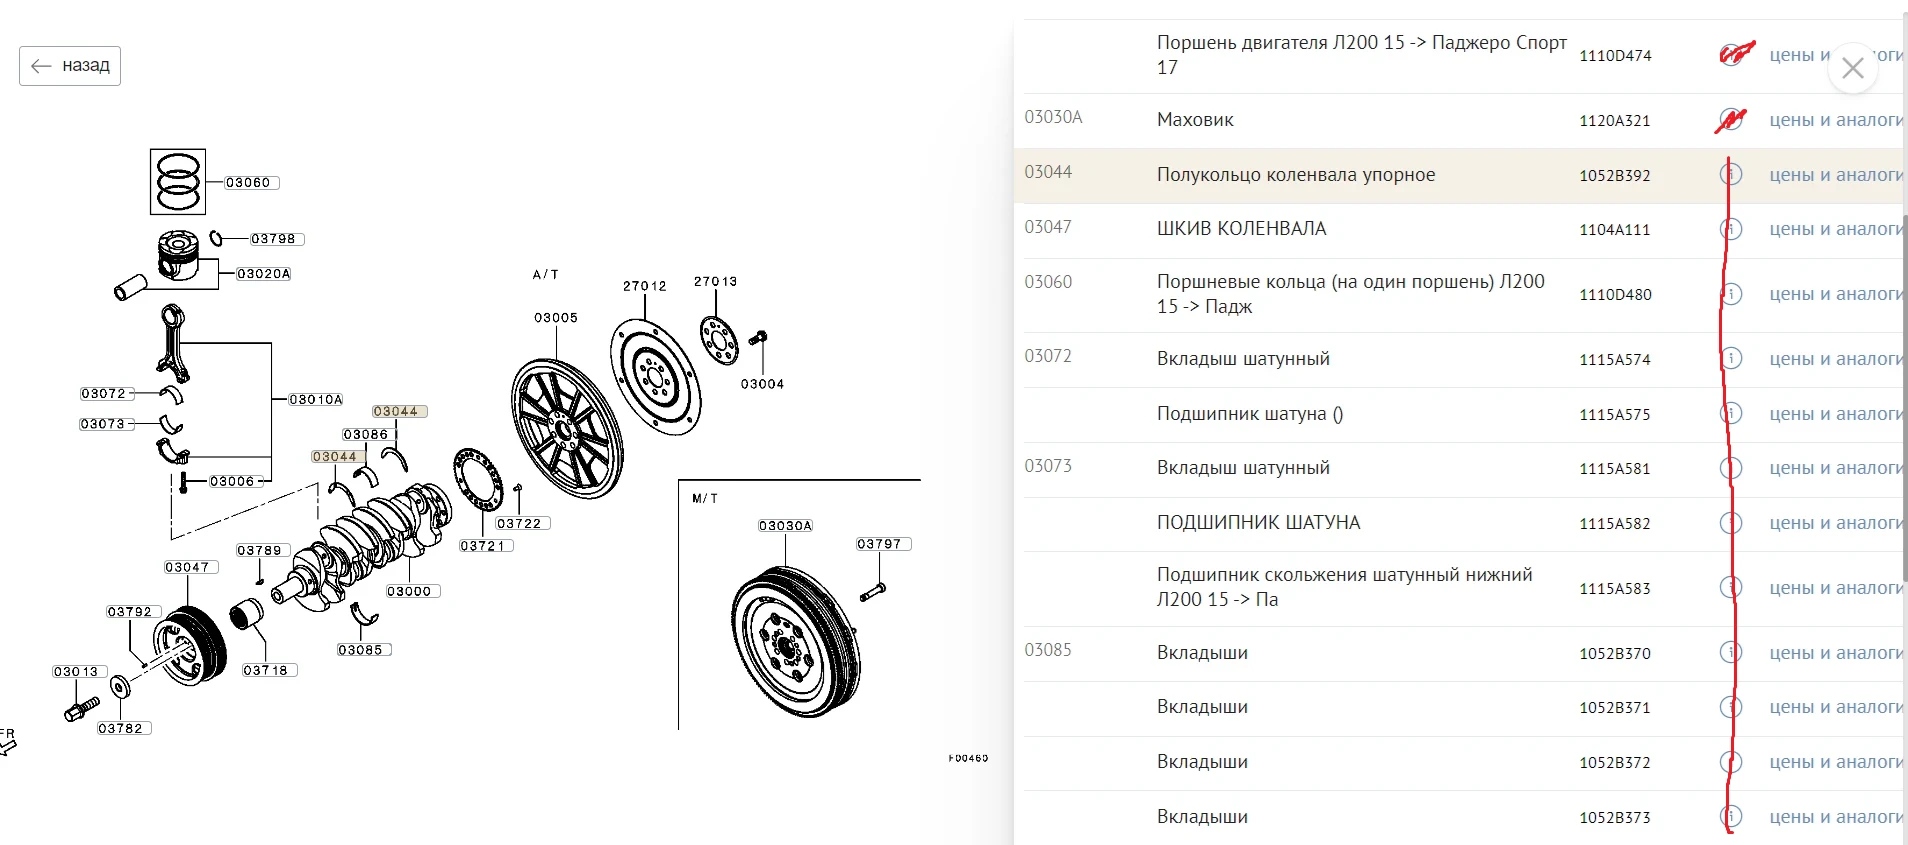 назад
03060
03798
03020A
A/T
27012
27013
03005
03004
03072
03010A
03073
03044
03086
03044
03006
M/T
03722
03721
03030A
03797
03789
03047
03000
03792
03085
03718
03013
03782
FR
F00460
Поршень двигателя Л200 15 -> Паджеро Спорт
17
1110D474
цены и
оги
03030A Маховик 1120A321 цены и аналоги
03044 Полукольцо коленвала упорное 1052B392 цены и аналоги
03047 ШКИВ КОЛЕНВАЛА 1104A111 цены и аналоги
03060 Поршневые кольца (на один поршень) Л200
15 -> Падж
1110D480 цены и аналоги
03072 Вкладыш шатунный 1115A574 цены и аналоги
Подшипник шатуна () 1115A575 цены и аналоги
03073 Вкладыш шатунный 1115A581 цены и аналоги
ПОДШИПНИК ШАТУНА 1115A582 цены и аналоги
Подшипник скольжения шатунный нижний
Л200 15 -> Па
1115A583 цены и аналоги
03085 Вкладыши 1052B370 цены и аналоги
Вкладыши 1052B371 цены и аналоги
Вкладыши 1052B372 цены и аналоги
Вкладыши 1052B373 цены и аналоги